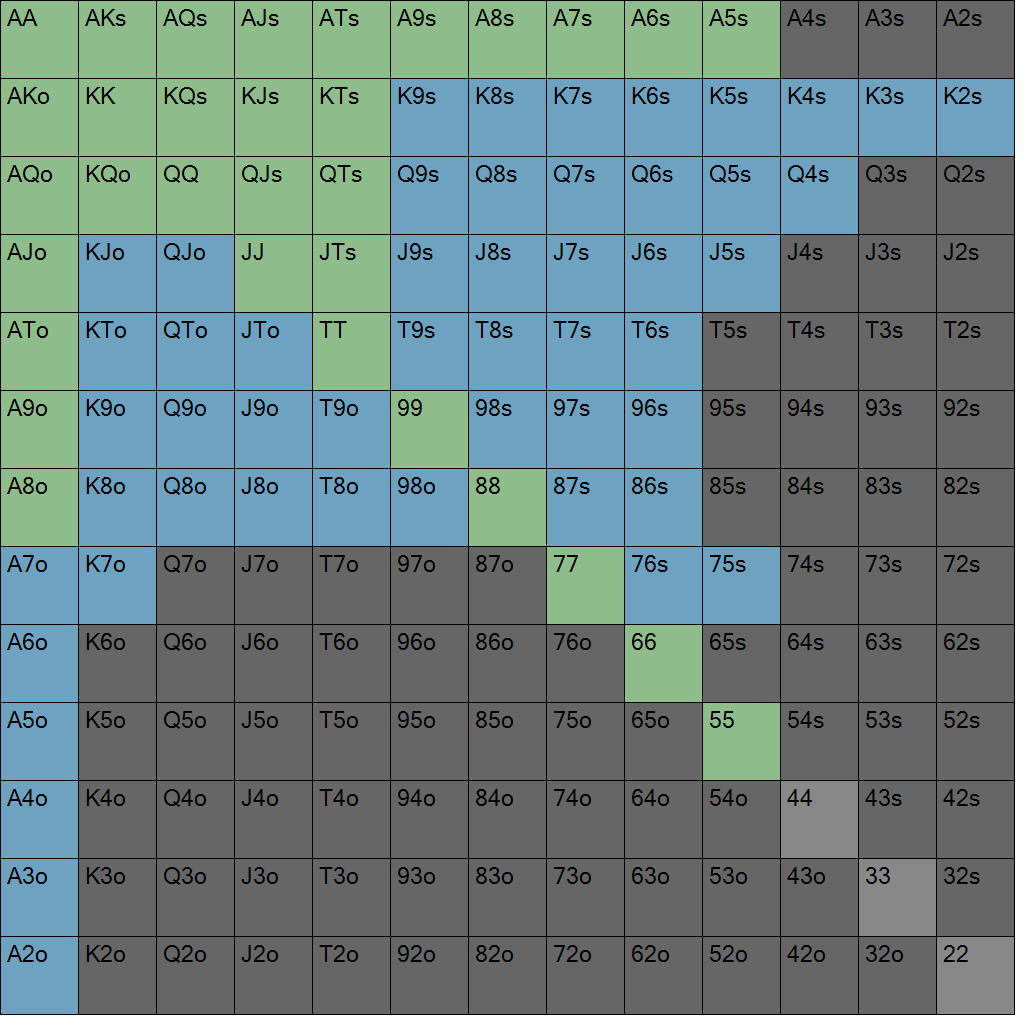 AA AKs AQs AJs ATs A9s A8s A7s A6s A5s A4s A3s A2s
AKo KK KQs KJs KTs K9s K8s K7s K6s K5s K4s K3s K2s
AQo KQo QQ QJs QTs Q9s Q8s Q7s Q6s Q5s Q4s Q3s Q2s
AJo KJo QJo JJ JTs J9s J8s J7s J6s J5s J4s J3s J2s
ATo KTo QTo JTo TT T9s T8s T7s T6s T5s T4s T3s T2s
A9o K9o Q9o J9o T9o 99 98s 97s 96s 95s 94s 93s 92s
A8o K8o Q8o J8o T8o 98o 88 87s 86s 85s 84s 83s 82s
A7o K7o Q7o J7o T7o 97o 87o 77 76s 75s 74s 73s 72s
A6o K6o Q6o J6o T6o 96o 86o 76o 66 65s 64s 63s 62s
A5o K5o Q5o J5o T5o 95o 85o 75o 65o 55 54s 53s 52s
A4o K4o Q4o J4o T4o 94o 84o 74o 64o 54o 44 43s 42s
A3o K3o Q3o J3o T3o 93o 83o 73o 63o 53o 43o 33 32s
A2o K2o Q2o J2o T2o 92o 82o 72o 62o 52o 42o 32o 22